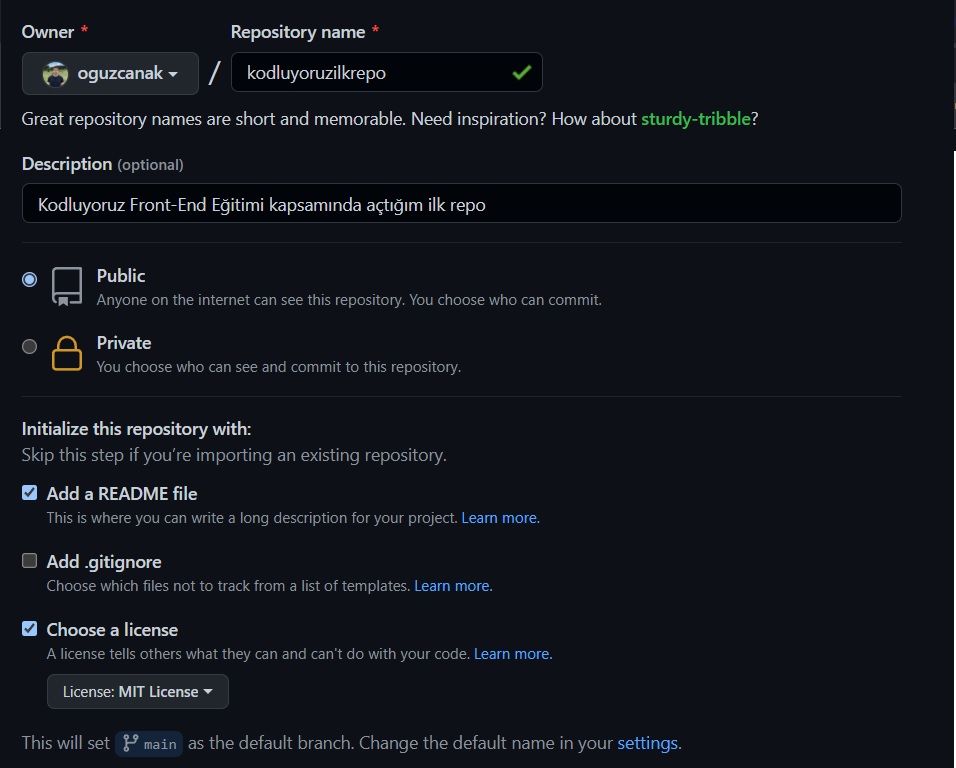 Owner *
Repository name *
oguzcanak / kodluyoruzilkrepo
Great repository names are short and memorable. Need inspiration? How about sturdy-tribble?
Description (optional)
Kodluyoruz Front-End Eğitimi kapsamında açtığım ilk repo
Public
Anyone on the internet can see this repository. You choose who can commit.
Private
You choose who can see and commit to this repository.
Initialize this repository with:
Skip this step if you’re importing an existing repository.
Add a README file
This is where you can write a long description for your project. Learn more.
Add .gitignore
Choose which files not to track from a list of templates. Learn more.
Choose a license
A license tells others what they can and can't do with your code. Learn more.
License: MIT License
This will set main as the default branch. Change the default name in your settings.